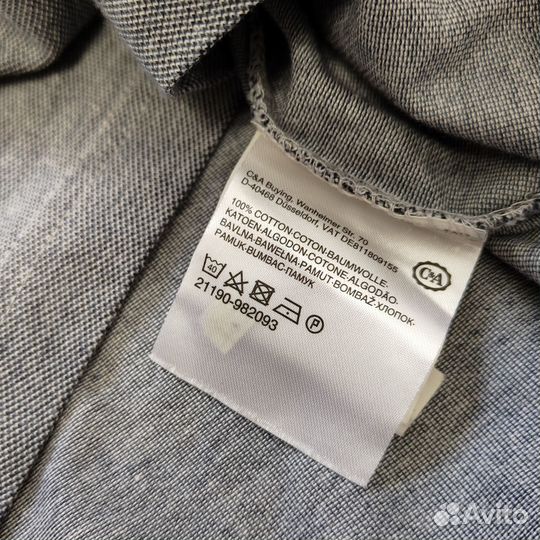 C&A Buying, Wanheimer Str. 70
D-40468 Düsseldorf, VAT DE811809155
100% COTTON·COTON·BAUMWOLLE·
KATOEN·ALGODON·COTONE·ALGODÃO·
BAVLNA·BAWEŁNA·PAMUT·BOMBAŽ·ХЛОПОК·
PAMUK·BUMBAC·ПАМУК
C&A
40
P
21190-982093
Avito